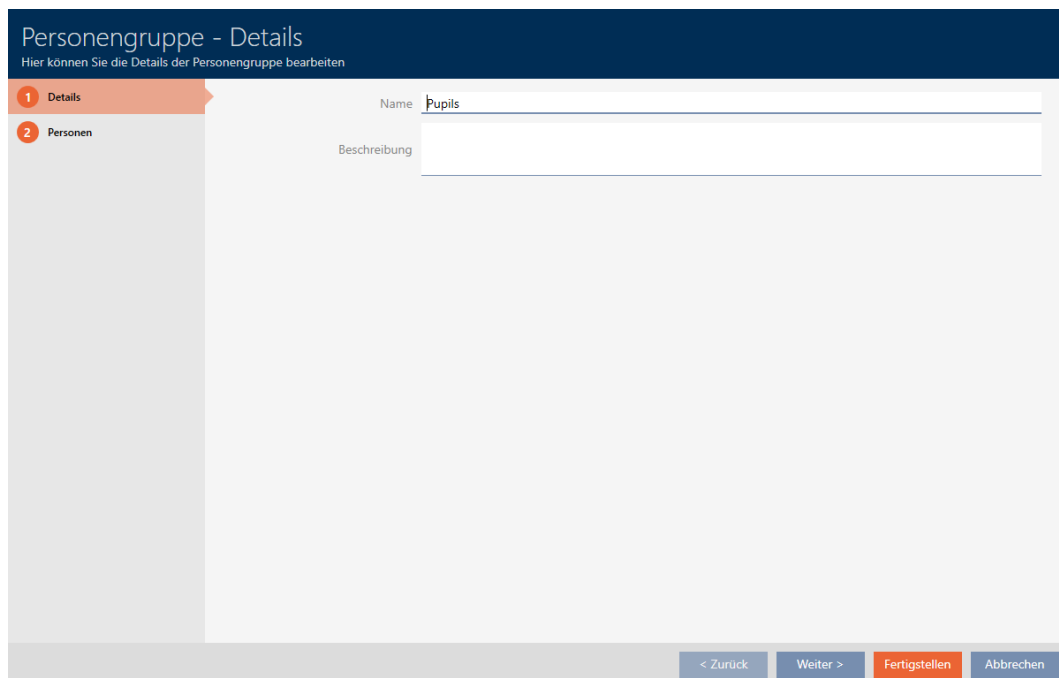 Personengruppe - Details
Hier können Sie die Details der Personengruppe bearbeiten
1 Details
2 Personen
Name Pupils
Beschreibung
< Zurück Weiter > Fertigstellen Abbrechen